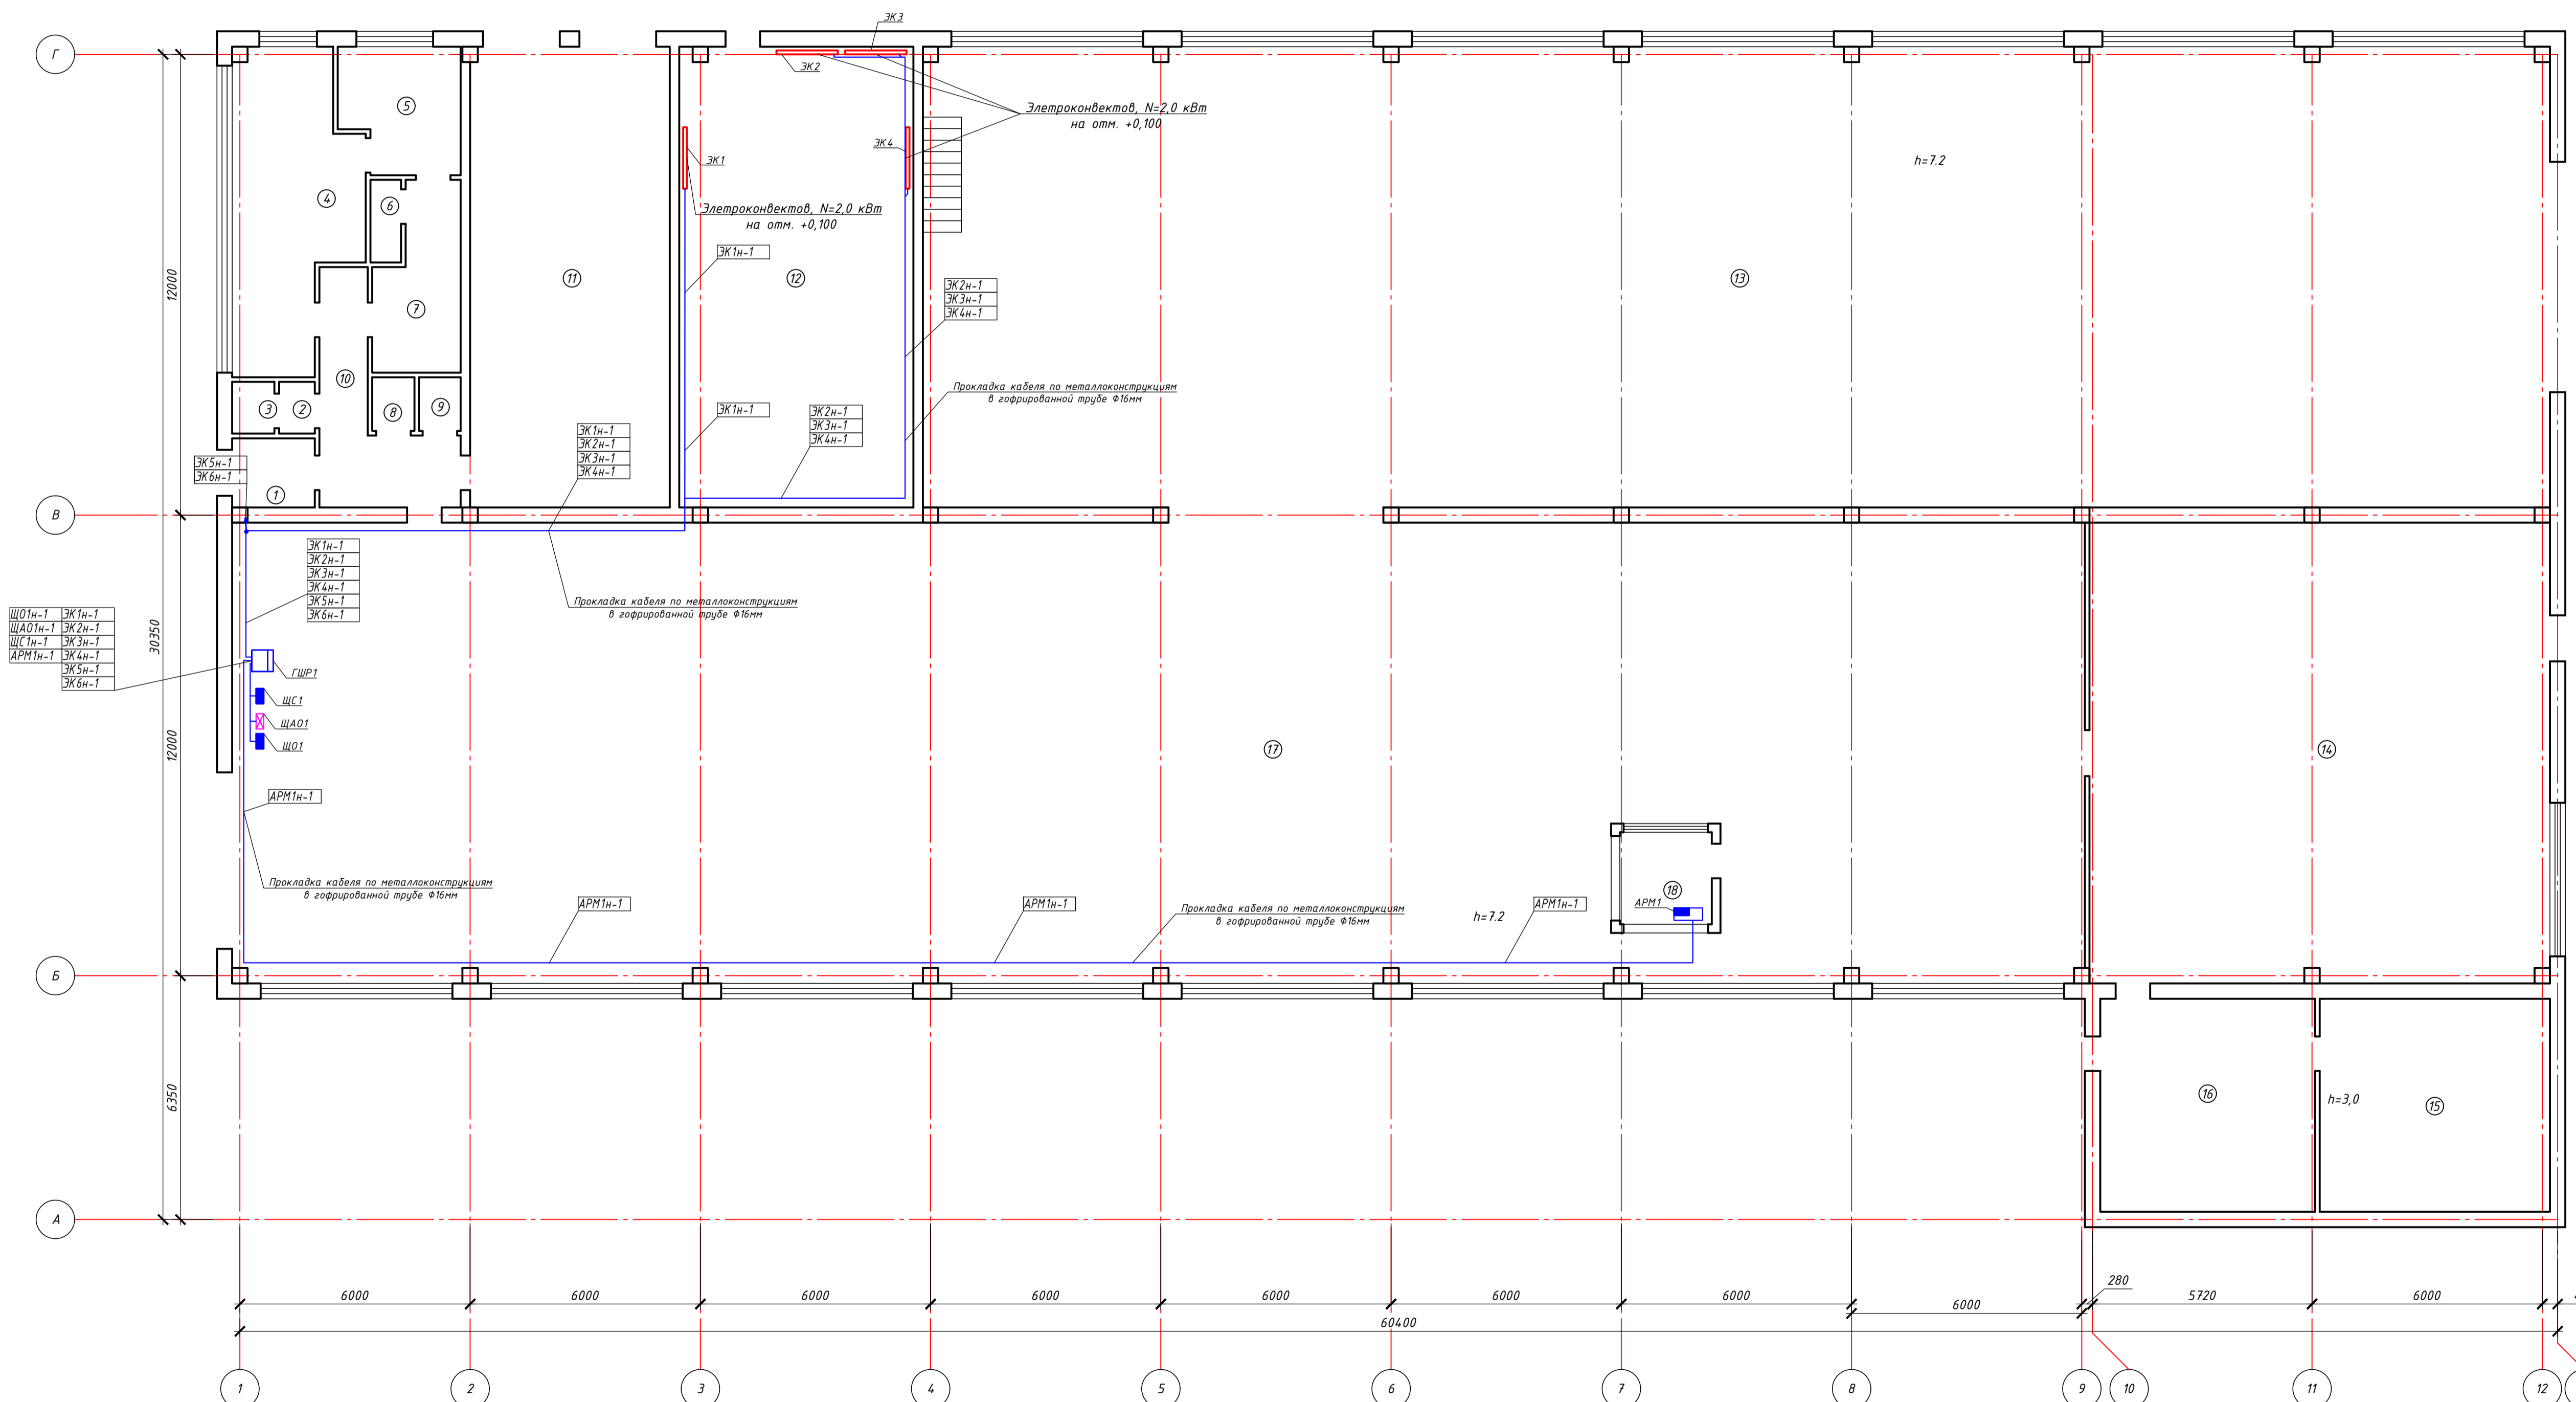 ЭК3
Г
ЭК2
5
Элетроконвектов, N=2,0 кВт
на отм. +0,100
ЭК4
ЭК1
h=7.2
4
6
Элетроконвектов, N=2,0 кВт
на отм. +0,100
ЭК1н-1
12000
11
12
13
ЭК2н-1
ЭК3н-1
ЭК4н-1
7
10
Прокладка кабеля по металлоконструкциям
в гофрированной трубе Ф16мм
3
2
8
9
ЭК1н-1
ЭК2н-1
ЭК3н-1
ЭК4н-1
ЭК1н-1
ЭК2н-1
ЭК3н-1
ЭК4н-1
ЭК5н-1
ЭК6н-1
1
В
ЭК1н-1
ЭК2н-1
ЭК3н-1
ЭК4н-1
ЭК5н-1
ЭК6н-1
Прокладка кабеля по металлоконструкциям
в гофрированной трубе Ф16мм
ЩО1н-1 ЭК1н-1
ЩАО1н-1 ЭК2н-1
ЩС1н-1 ЭК3н-1
АРМ1н-1 ЭК4н-1
ЭК5н-1
ЭК6н-1
30350
ГШР1
ЩС1
ЩАО1
ЩО1
12000
17
14
АРМ1н-1
Прокладка кабеля по металлоконструкциям
в гофрированной трубе Ф16мм
АРМ1н-1
АРМ1н-1
Прокладка кабеля по металлоконструкциям
в гофрированной трубе Ф16мм
h=7.2
АРМ1н-1
18
АРМ1
Б
6350
16
h=3,0
15
А
6000
6000
6000
6000
6000
6000
6000
6000
280
5720
6000
60400
1
2
3
4
5
6
7
8
9
10
11
12